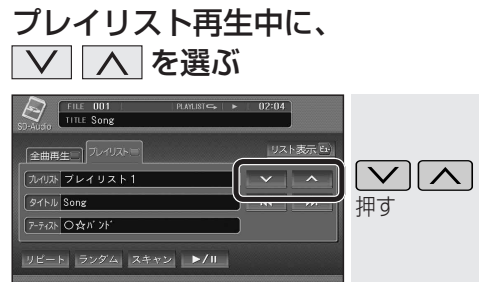 プレイリスト再生中に、
∨ ∧ を選ぶ
SD-Audio
FILE 001 PLAYLIST ▶ 02:04
TITLE Song
全曲再生 プレイリスト リスト表示
プレイリスト プレイリスト1 ∨ ∧
タイトル Song
アーティスト ○☆バンド
リピート ランダム スキャン ▶/II
∨ ∧
押す